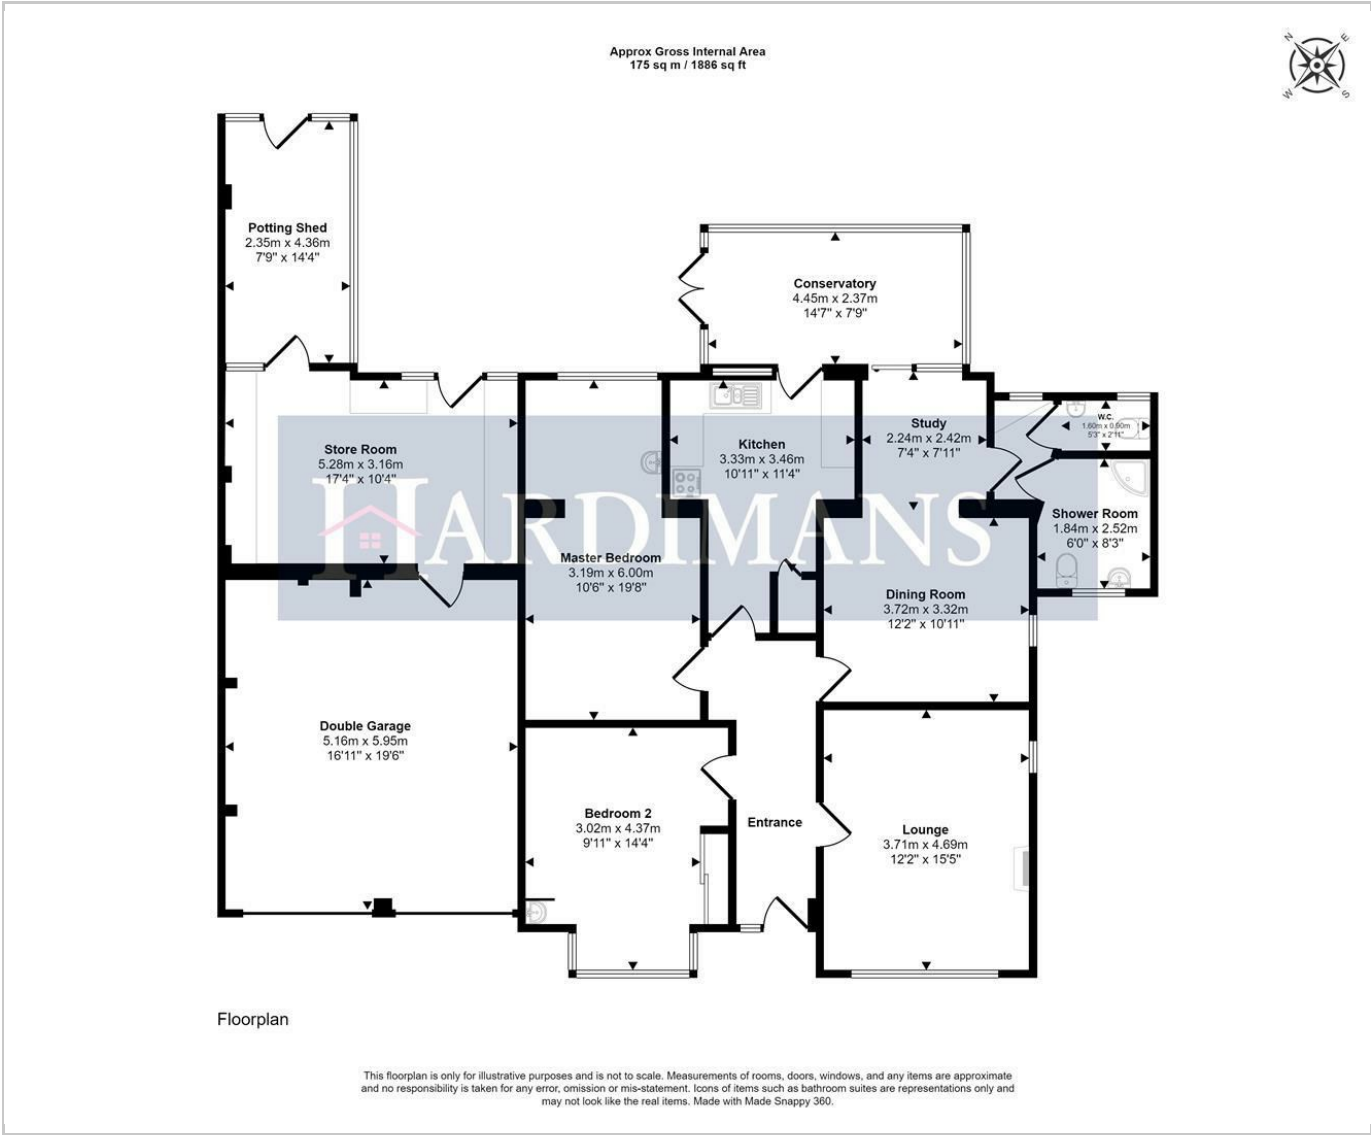 Approx Gross Internal Area
175 sq m / 1886 sq ft
N
E
W
S
Potting Shed
2.35m x 4.36m
7'9" x 14'4"
Conservatory
4.45m x 2.37m
14'7" x 7'9"
Store Room
5.28m x 3.16m
17'4" x 10'4"
Kitchen
3.33m x 3.46m
10'11" x 11'4"
Study
2.24m x 2.42m
7'4" x 7'11"
W.C.
1.60m x 0.90m
5'3" x 2'11"
Shower Room
1.84m x 2.52m
6'0" x 8'3"
HARDIMANS
Master Bedroom
3.19m x 6.00m
10'6" x 19'8"
Dining Room
3.72m x 3.32m
12'2" x 10'11"
Double Garage
5.16m x 5.95m
16'11" x 19'6"
Bedroom 2
3.02m x 4.37m
9'11" x 14'4"
Entrance
Lounge
3.71m x 4.69m
12'2" x 15'5"
Floorplan
This floorplan is only for illustrative purposes and is not to scale. Measurements of rooms, doors, windows, and any items are approximate
and no responsibility is taken for any error, omission or mis-statement. Icons of items such as bathroom suites are representations only and
may not look like the real items. Made with Made Snappy 360.